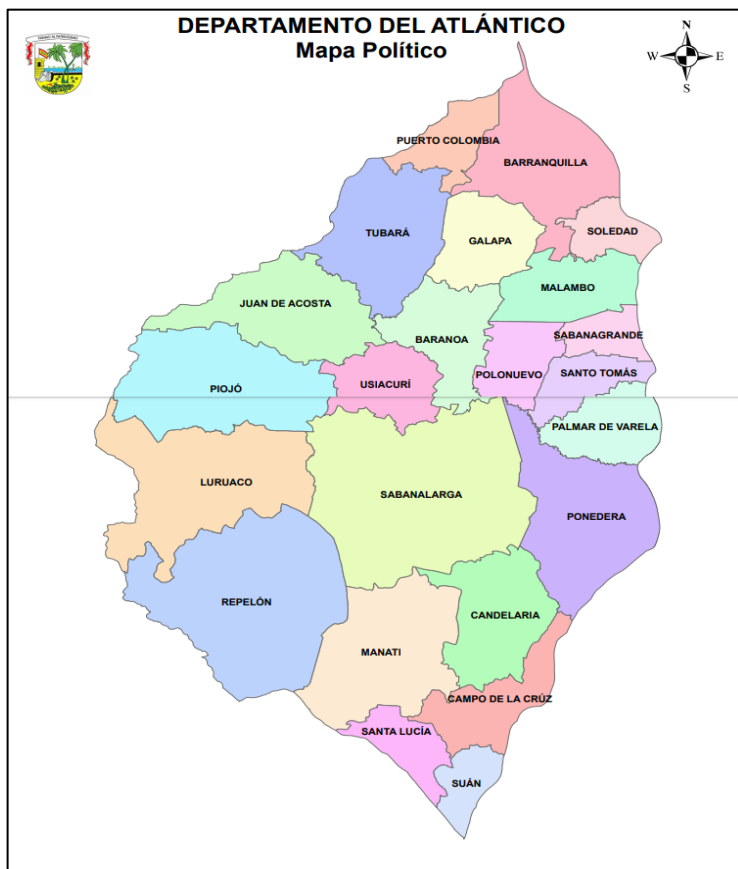 DEPARTAMENTO DEL ATLÁNTICO
Mapa Político
N
W
E
S
PUERTO COLOMBIA
BARRANQUILLA
TUBARÁ
GALAPA
SOLEDAD
MALAMBO
JUAN DE ACOSTA
BARANOA
SABANAGRANDE
PIOJÓ
USIACURÍ
POLONUEVO
SANTO TOMÁS
PALMAR DE VARELA
LURUACO
SABANALARGA
PONEDERA
REPELÓN
CANDELARIA
MANATI
CAMPO DE LA CRÚZ
SANTA LUCÍA
SUÁN